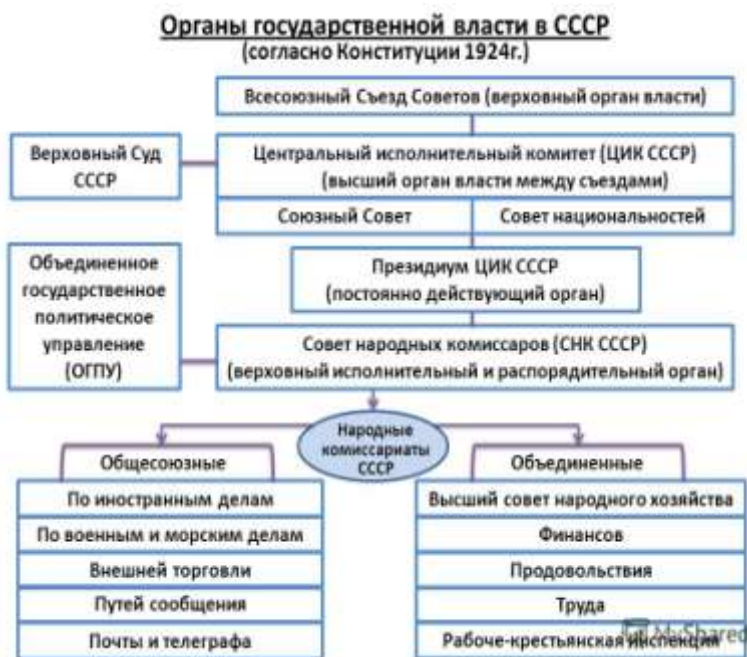 Органы государственной власти в СССР
(согласно Конституции 1924г.)
Всесоюзный Съезд Советов (верховный орган власти)
Верховный Суд
СССР
Центральный исполнительный комитет (ЦИК СССР)
(высший орган власти между съездами)
Союзный Совет
Совет национальностей
Объединенное
государственное
политическое
управление
(ОГПУ)
Президиум ЦИК СССР
(постоянно действующий орган)
Совет народных комиссаров (СНК СССР)
(верховный исполнительный и распорядительный орган)
Народные
комиссариаты
СССР
Общесоюзные
По иностранным делам
По военным и морским делам
Внешней торговли
Путей сообщения
Почты и телеграфа
Объединенные
Высший совет народного хозяйства
Финансов
Продовольствия
Труда
Рабоче-крестьянская инспекция
MyShared